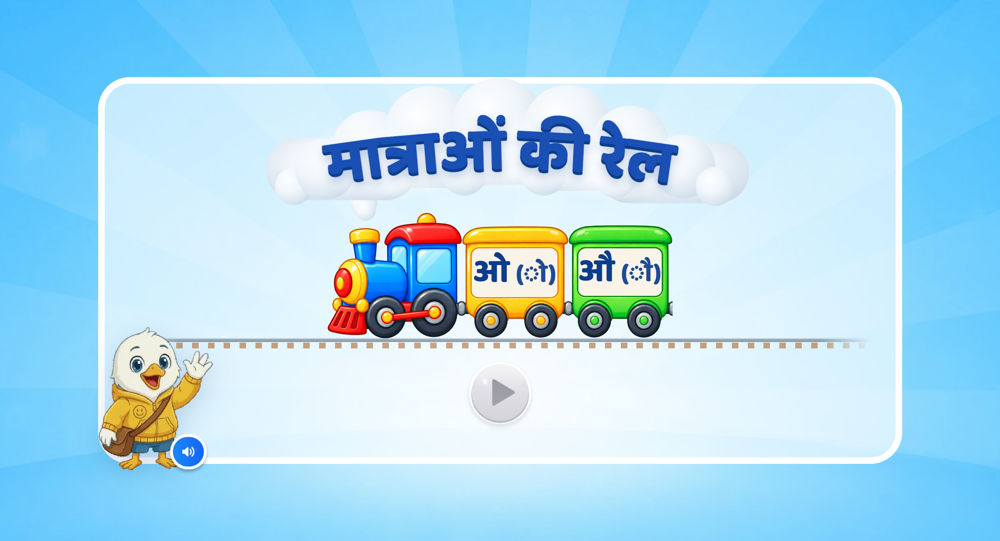 मात्राओं की रेल
ओ (ो) औ (ौ)